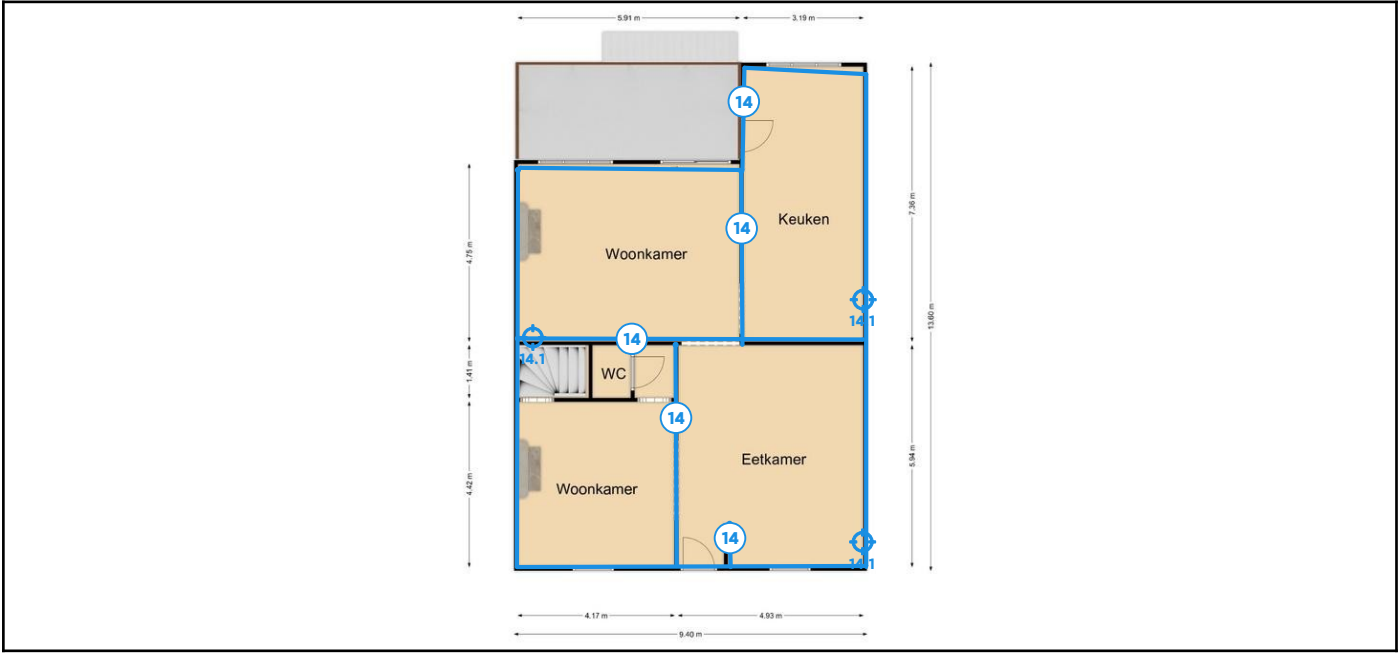 5.91 m
3.19 m
14
Keuken
14
Woonkamer
4.75 m
7.36 m
13.60 m
14.1
14.1
14
WC
1.41 m
14
Eetkamer
Woonkamer
4.42 m
5.94 m
14
14.1
4.17 m
4.93 m
9.40 m